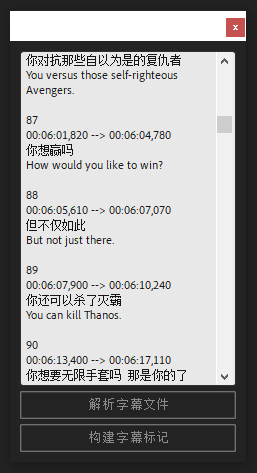 x
你对抗那些自以为是的复仇者
You versus those self-righteous
Avengers.
87
00:06:01,820 --> 00:06:04,780
你想赢吗
How would you like to win?
88
00:06:05,610 --> 00:06:07,070
但不仅如此
But not just there.
89
00:06:07,900 --> 00:06:10,240
你还可以杀了灭霸
You can kill Thanos.
90
00:06:13,400 --> 00:06:17,110
你想要无限手套吗 那是你的了
解析字幕文件
构建字幕标记